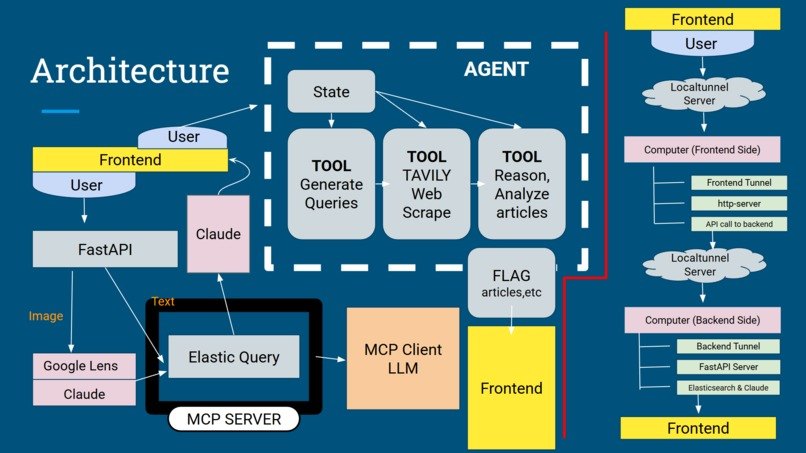 Architecture
AGENT
State
TOOL
Generate
Queries
TOOL
TAVILY
Web
Scrape
TOOL
Reason,
Analyze
articles
User
Frontend
User
Claude
FastAPI
Image
Text
Google Lens
Claude
Elastic Query
MCP SERVER
MCP Client
LLM
FLAG
articles,etc
Frontend
Frontend
User
Localtunnel
Server
Computer (Frontend Side)
Frontend Tunnel
http-server
API call to backend
Localtunnel
Server
Computer (Backend Side)
Backend Tunnel
FastAPI Server
Elasticsearch & Claude
Frontend